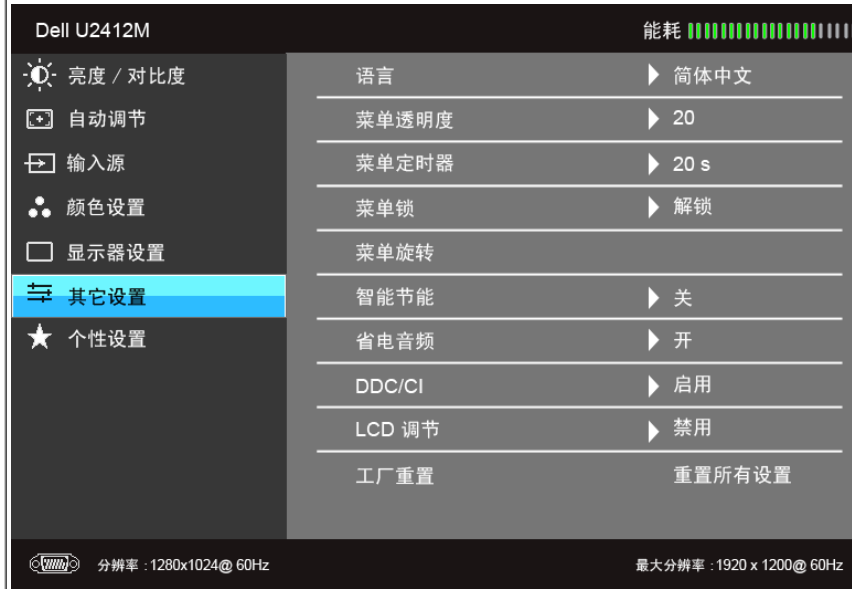 Dell U2412M
能耗
亮度 / 对比度
语言
简体中文
自动调节
菜单透明度
20
输入源
菜单定时器
20 s
颜色设置
菜单锁
解锁
显示器设置
菜单旋转
其它设置
智能节能
关
个性设置
省电音频
开
DDC/CI
启用
LCD 调节
禁用
工厂重置
重置所有设置
分辨率 : 1280x1024@ 60Hz
最大分辨率 : 1920 x 1200@ 60Hz